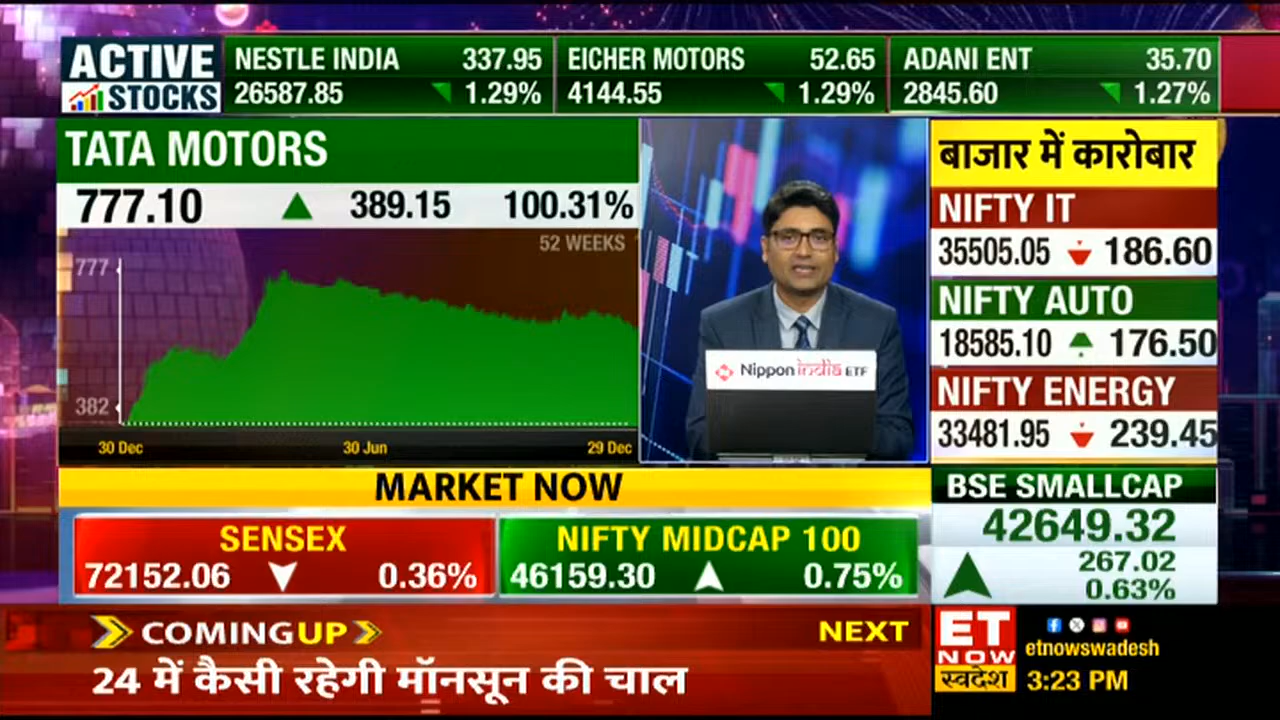 ACTIVE STOCKS
NESTLE INDIA 337.95
26587.85 1.29%
EICHER MOTORS 52.65
4144.55 1.29%
ADANI ENT 35.70
2845.60 1.27%
TATA MOTORS
777.10 389.15 100.31%
52 WEEKS
777
382
30 Dec 30 Jun 29 Dec
Nippon India ETF
बाजार में कारोबार
NIFTY IT
35505.05 186.60
NIFTY AUTO
18585.10 176.50
NIFTY ENERGY
33481.95 239.45
MARKET NOW
SENSEX
72152.06 0.36%
NIFTY MIDCAP 100
46159.30 0.75%
BSE SMALLCAP
42649.32
267.02
0.63%
COMING UP
NEXT
24 में कैसी रहेगी मॉनसून की चाल
ET
NOW
स्वदेश
etnowswadesh
3:23 PM